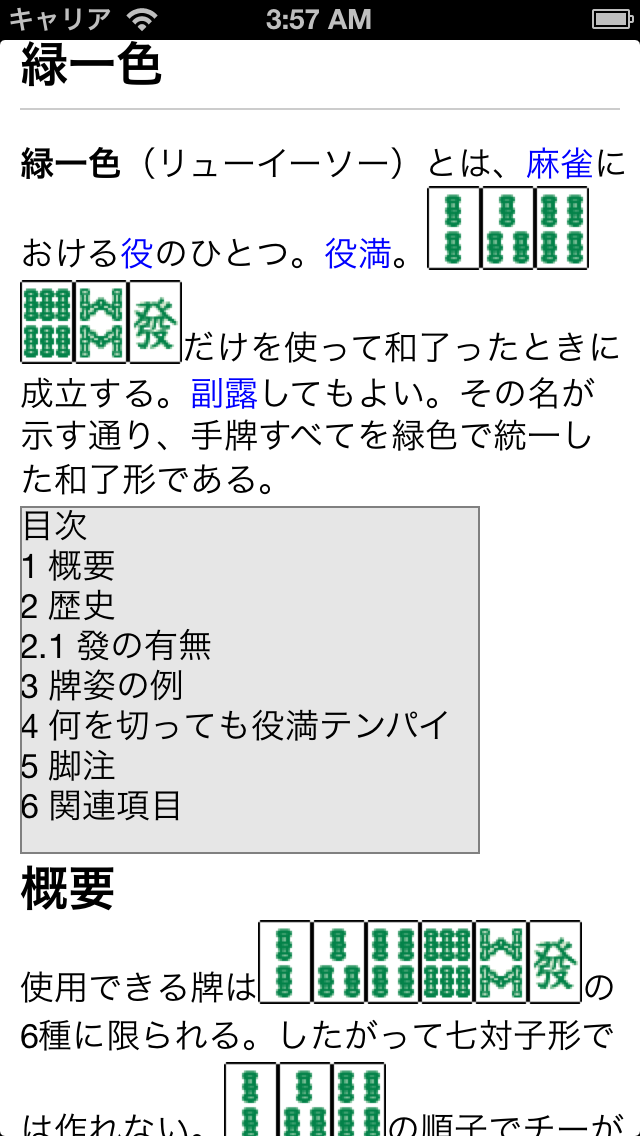 キャリア 3:57 AM
緑一色
緑一色（リューイーソー）とは、麻雀に
おける役のひとつ。役満。
發だけを使って和了ったときに
成立する。副露してもよい。その名が
示す通り、手牌すべてを緑色で統一し
た和了形である。
目次
1 概要
2 歴史
2.1 發の有無
3 牌姿の例
4 何を切っても役満テンパイ
5 脚注
6 関連項目
概要
使用できる牌は發の
6種に限られる。したがって七対子形で
は作れない。の順子でチーが